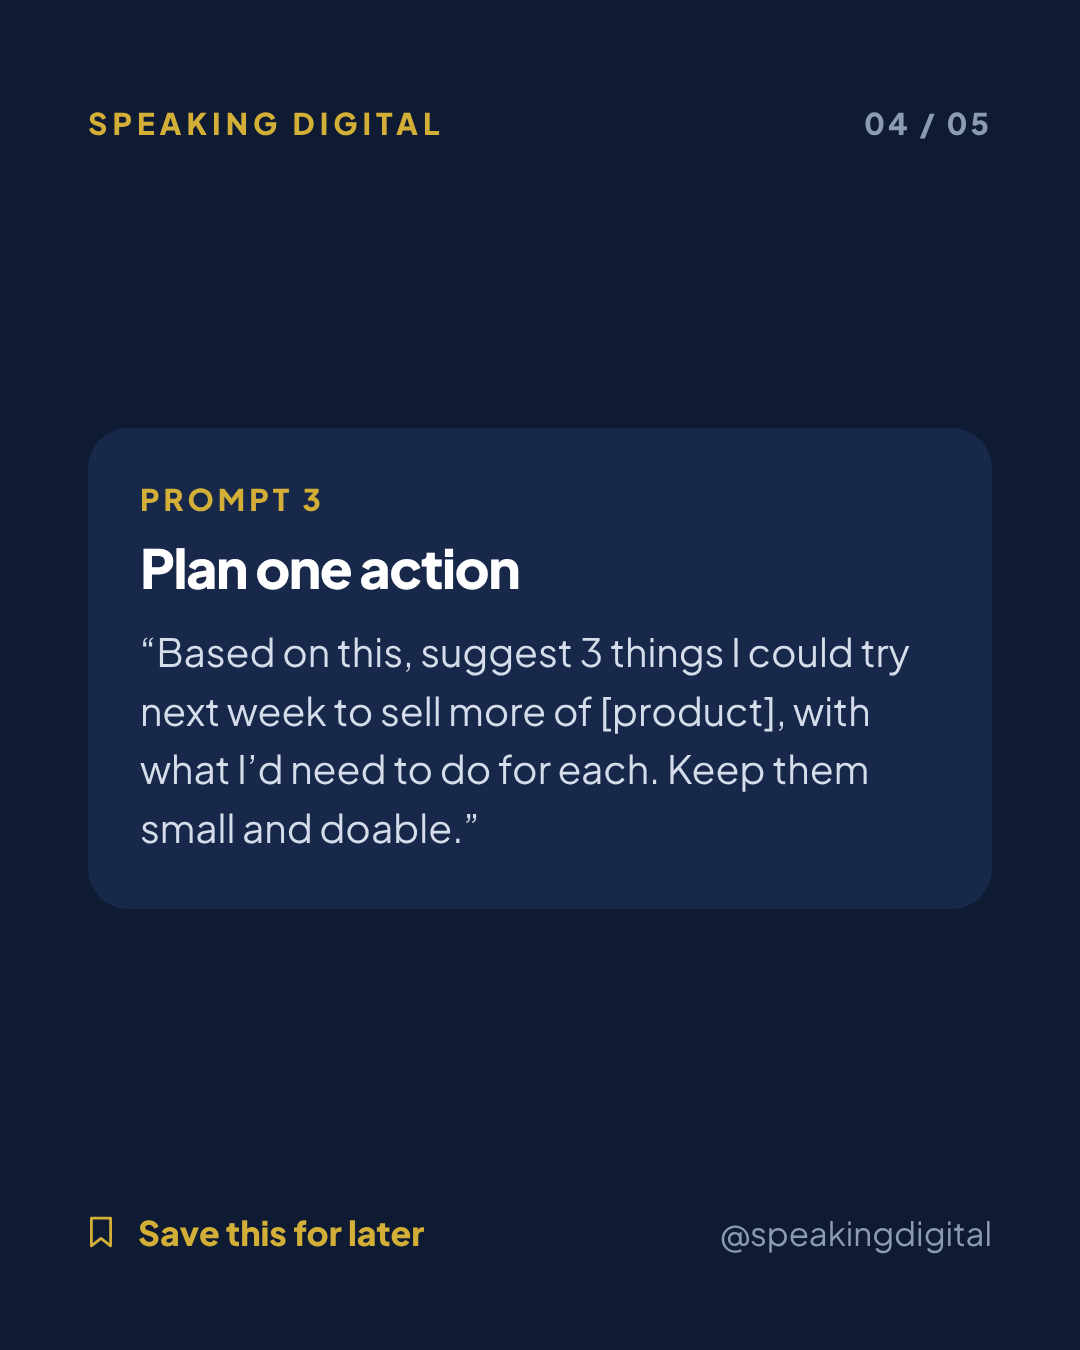 SPEAKING DIGITAL
04 / 05
PROMPT 3
Plan one action
“Based on this, suggest 3 things I could try
next week to sell more of [product], with
what I’d need to do for each. Keep them
small and doable.”
Save this for later
@speakingdigital